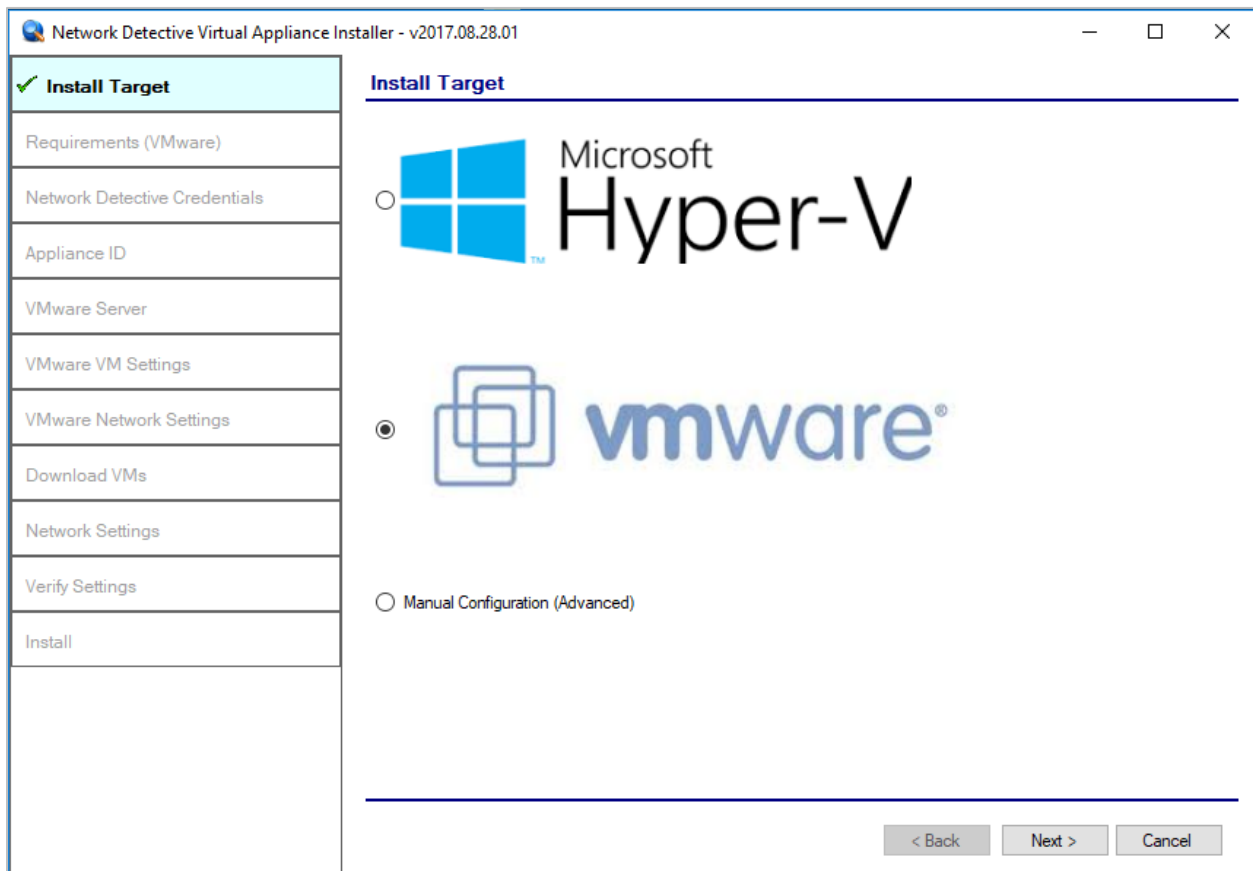 Network Detective Virtual Appliance Installer - v2017.08.28.01
Install Target
Requirements (VMware)
Network Detective Credentials
Appliance ID
VMware Server
VMware VM Settings
VMware Network Settings
Download VMs
Network Settings
Verify Settings
Install
Install Target
Microsoft
Hyper-V
TM
vmware®
Manual Configuration (Advanced)
< Back Next > Cancel